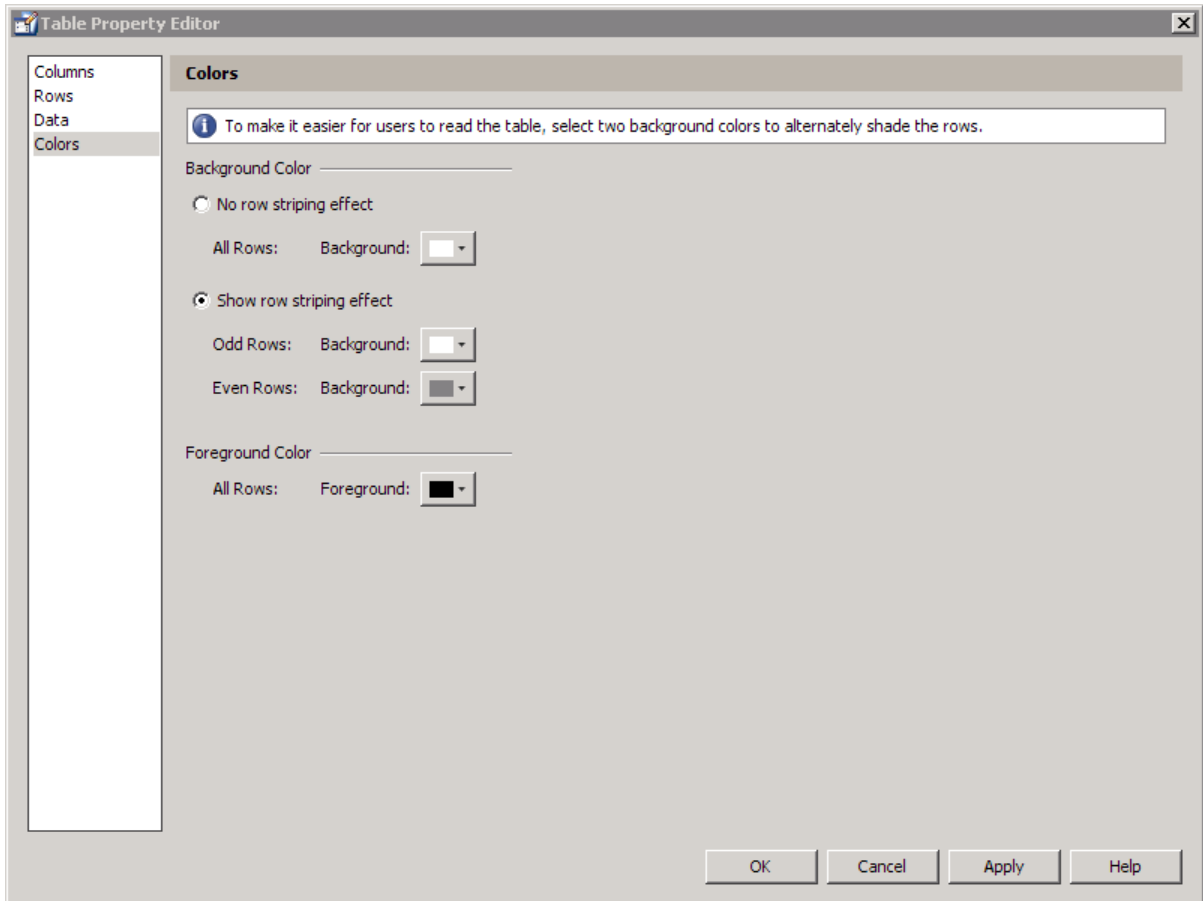 Table Property Editor
Columns
Rows
Data
Colors
Colors
To make it easier for users to read the table, select two background colors to alternately shade the rows.
Background Color
No row striping effect
All Rows: Background:
Show row striping effect
Odd Rows: Background:
Even Rows: Background:
Foreground Color
All Rows: Foreground:
OK Cancel Apply Help